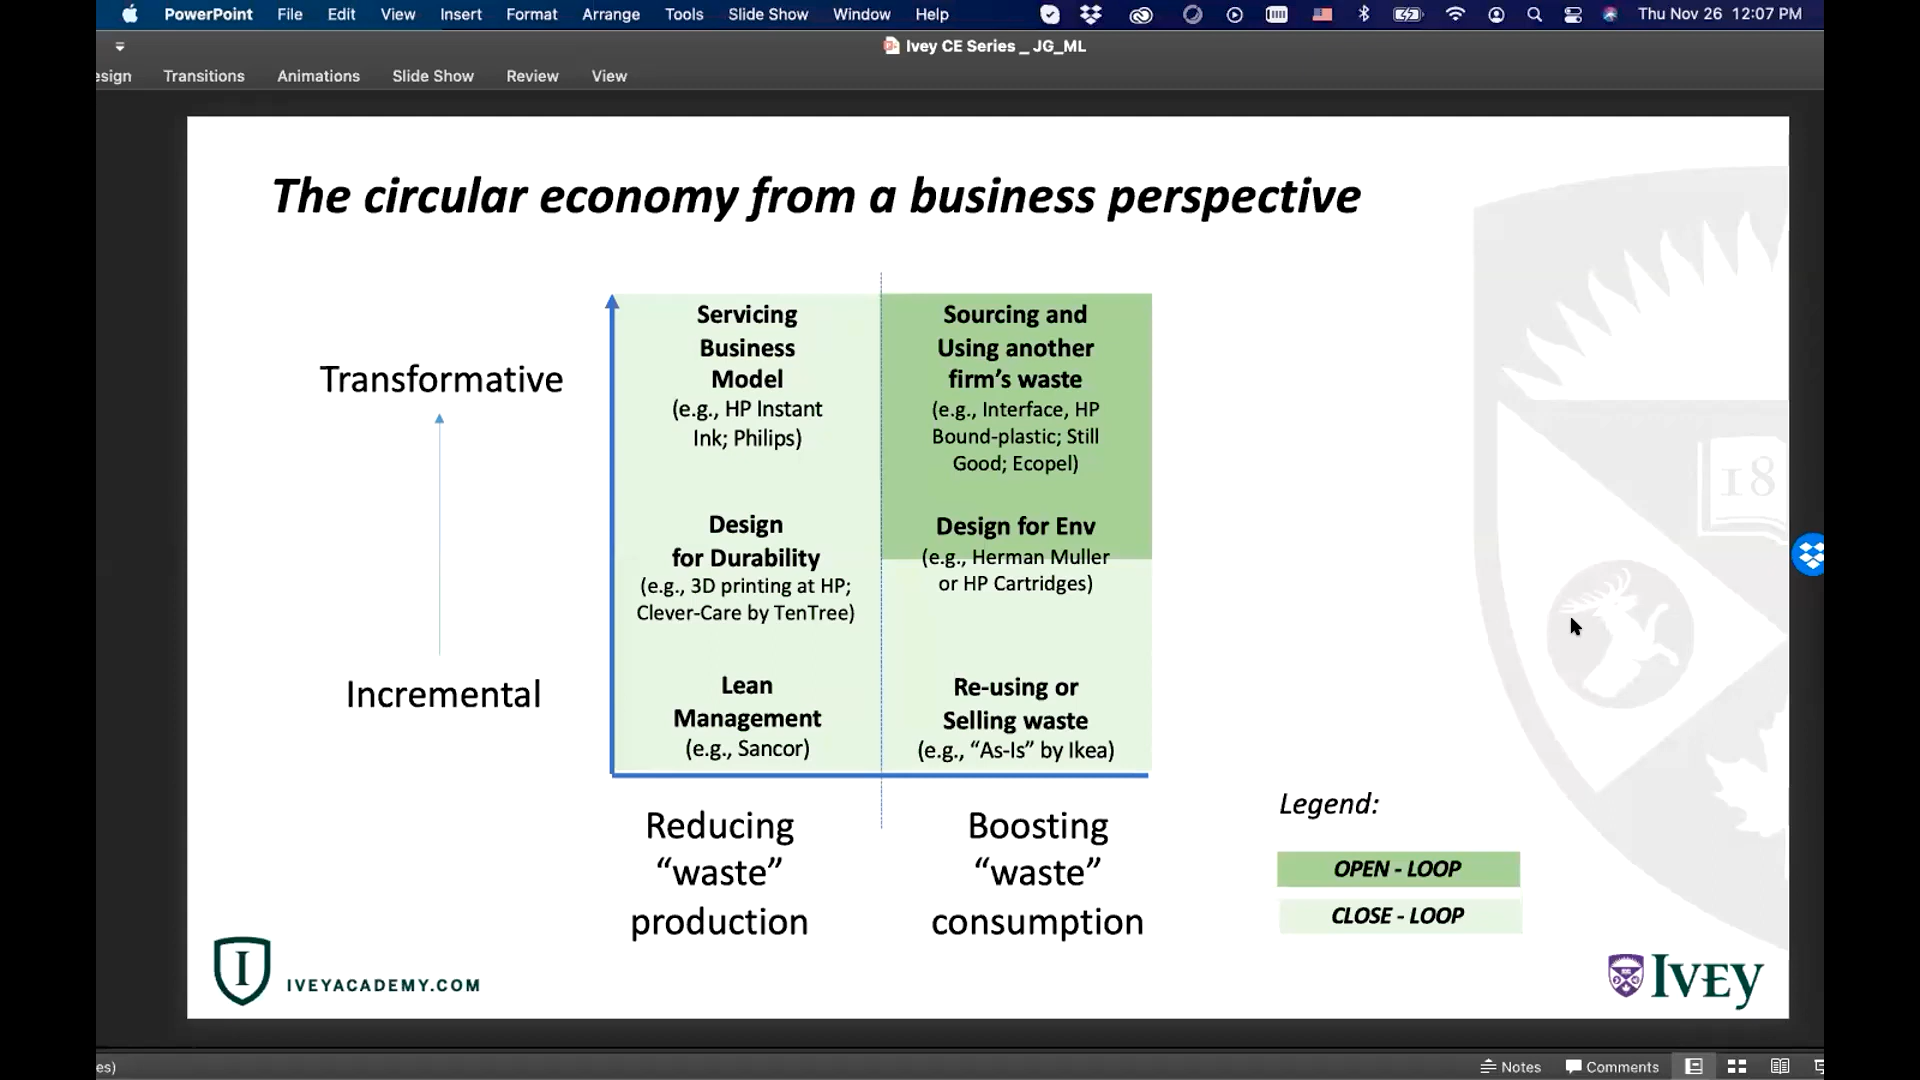 PowerPoint File Edit View Insert Format Arrange Tools Slide Show Window Help Thu Nov 26 12:07 PM
Ivey CE Series _ JG_ML
esign Transitions Animations Slide Show Review View
The circular economy from a business perspective
Transformative
Incremental
Servicing
Business
Model
(e.g., HP Instant
Ink; Philips)
Sourcing and
Using another
firm's waste
(e.g., Interface, HP
Bound-plastic; Still
Good; Ecopel)
Design
for Durability
(e.g., 3D printing at HP;
Clever-Care by TenTree)
Design for Env
(e.g., Herman Muller
or HP Cartridges)
Lean
Management
(e.g., Sancor)
Re-using or
Selling waste
(e.g., “As-Is” by Ikea)
Reducing
“waste”
production
Boosting
“waste”
consumption
Legend:
OPEN - LOOP
CLOSE - LOOP
18
I IVEYACADEMY.COM
IVEY
es) Notes Comments